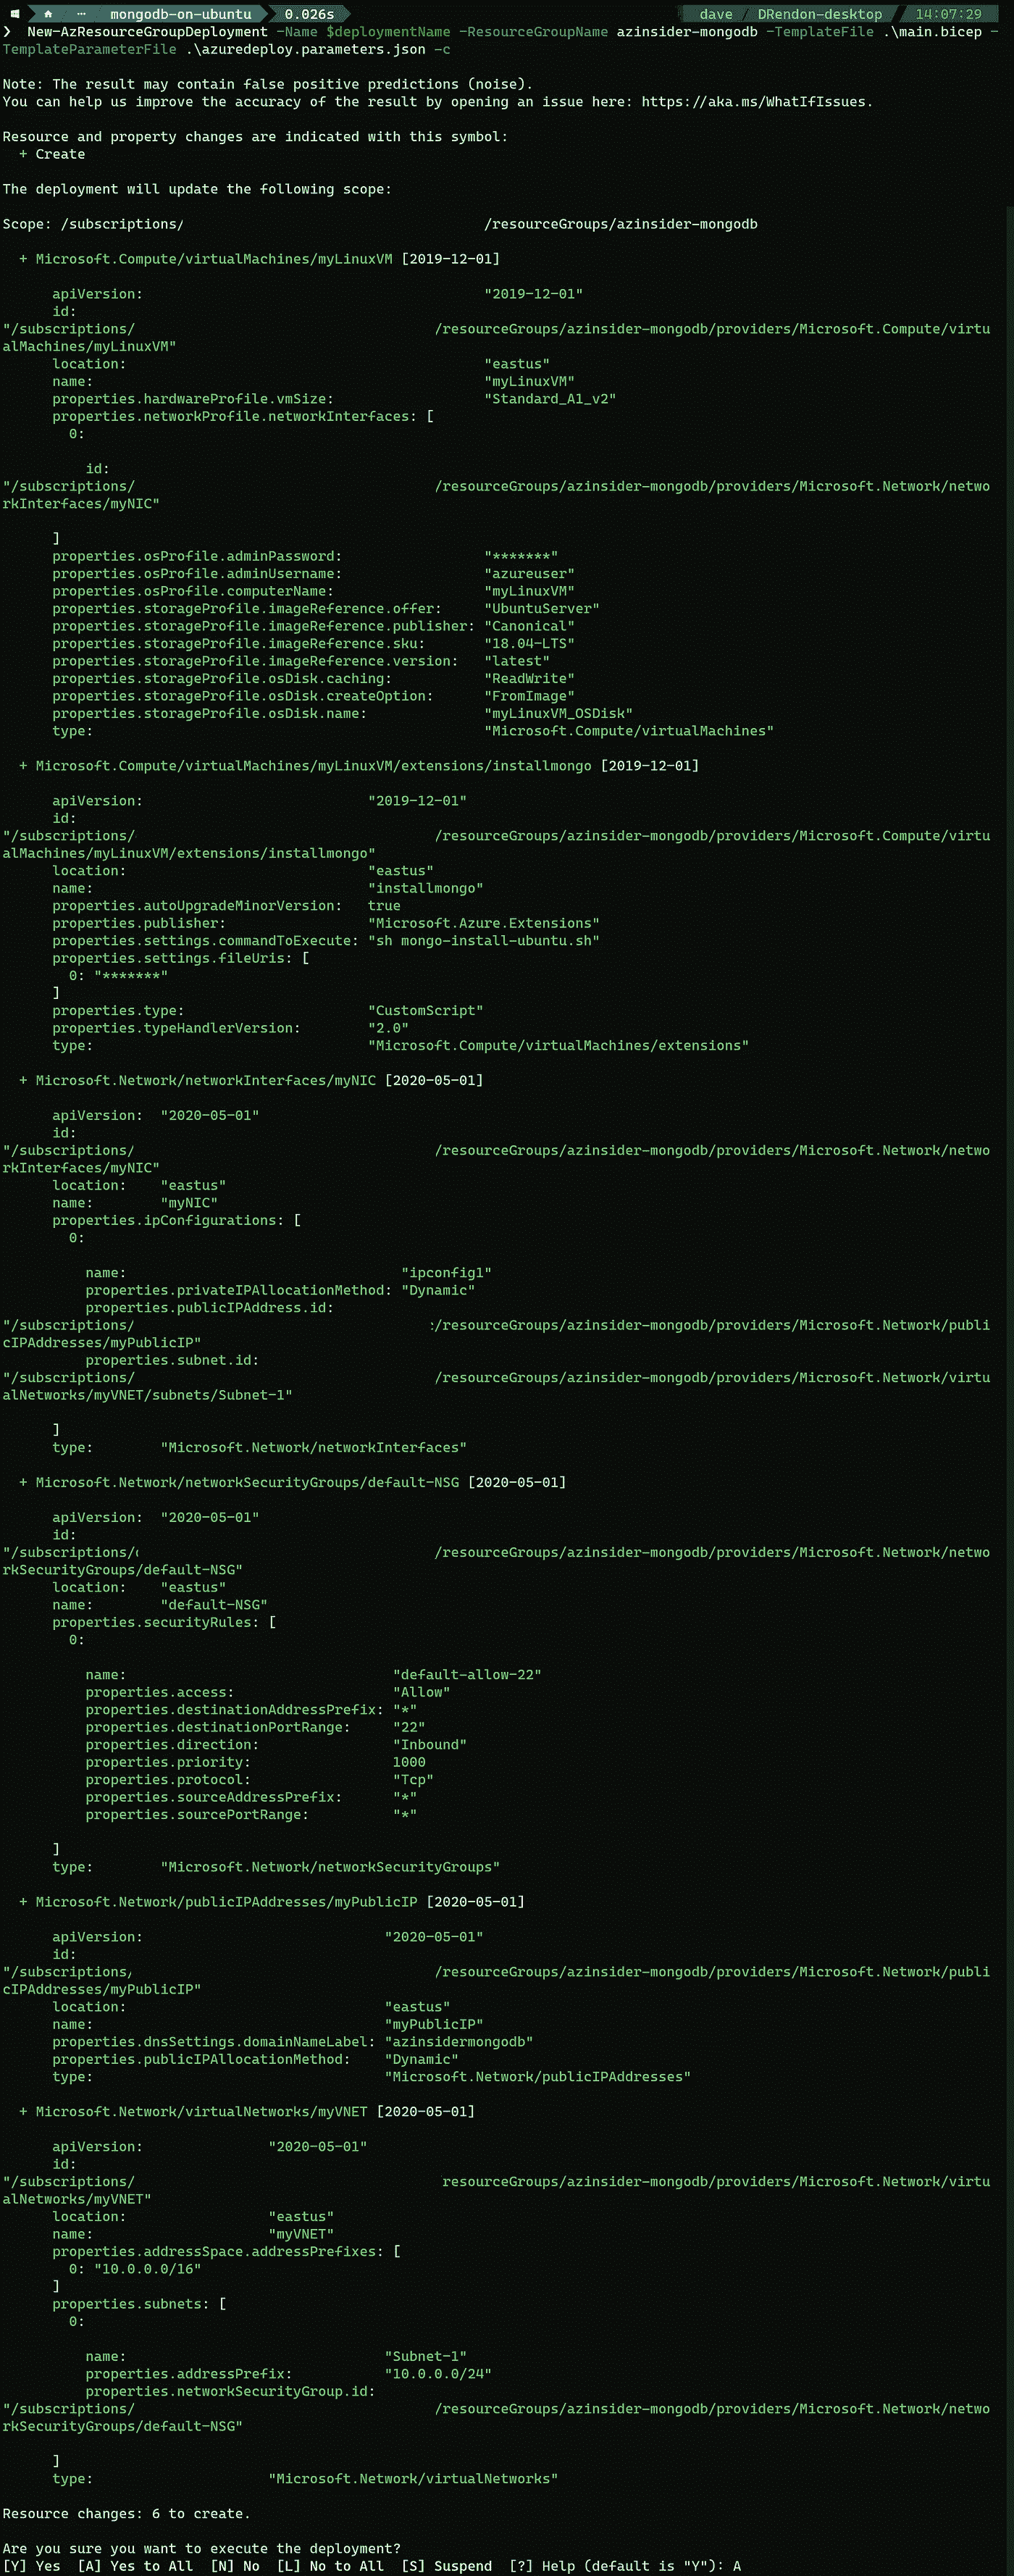 mongodb-on-ubuntu 0.026s dave / DRendon-desktop 14:07:29
❯ New-AzResourceGroupDeployment -Name $deploymentName -ResourceGroupName azinsider-mongodb -TemplateFile .\main.bicep -
TemplateParameterFile .\azuredeploy.parameters.json -c
Note: The result may contain false positive predictions (noise).
You can help us improve the accuracy of the result by opening an issue here: https://aka.ms/WhatIfIssues.
Resource and property changes are indicated with this symbol:
+ Create
The deployment will update the following scope:
Scope: /subscriptions/ /resourceGroups/azinsider-mongodb
+ Microsoft.Compute/virtualMachines/myLinuxVM [2019-12-01]
apiVersion: "2019-12-01"
id:
"/subscriptions/ /resourceGroups/azinsider-mongodb/providers/Microsoft.Compute/virtu
alMachines/myLinuxVM"
location: "eastus"
name: "myLinuxVM"
properties.hardwareProfile.vmSize: "Standard_A1_v2"
properties.networkProfile.networkInterfaces: [
0:
id:
"/subscriptions/ /resourceGroups/azinsider-mongodb/providers/Microsoft.Network/netwo
rkInterfaces/myNIC"
]
properties.osProfile.adminPassword: "*******"
properties.osProfile.adminUsername: "azureuser"
properties.osProfile.computerName: "myLinuxVM"
properties.storageProfile.imageReference.offer: "UbuntuServer"
properties.storageProfile.imageReference.publisher: "Canonical"
properties.storageProfile.imageReference.sku: "18.04-LTS"
properties.storageProfile.imageReference.version: "latest"
properties.storageProfile.osDisk.caching: "ReadWrite"
properties.storageProfile.osDisk.createOption: "FromImage"
properties.storageProfile.osDisk.name: "myLinuxVM_OSDisk"
type: "Microsoft.Compute/virtualMachines"
+ Microsoft.Compute/virtualMachines/myLinuxVM/extensions/installmongo [2019-12-01]
apiVersion: "2019-12-01"
id:
"/subscriptions/ /resourceGroups/azinsider-mongodb/providers/Microsoft.Compute/virtu
alMachines/myLinuxVM/extensions/installmongo"
location: "eastus"
name: "installmongo"
properties.autoUpgradeMinorVersion: true
properties.publisher: "Microsoft.Azure.Extensions"
properties.settings.commandToExecute: "sh mongo-install-ubuntu.sh"
properties.settings.fileUris: [
0: "*******"
]
properties.type: "CustomScript"
properties.typeHandlerVersion: "2.0"
type: "Microsoft.Compute/virtualMachines/extensions"
+ Microsoft.Network/networkInterfaces/myNIC [2020-05-01]
apiVersion: "2020-05-01"
id:
"/subscriptions/ /resourceGroups/azinsider-mongodb/providers/Microsoft.Network/netwo
rkInterfaces/myNIC"
location: "eastus"
name: "myNIC"
properties.ipConfigurations: [
0:
name: "ipconfig1"
properties.privateIPAllocationMethod: "Dynamic"
properties.publicIPAddress.id:
"/subscriptions/ /resourceGroups/azinsider-mongodb/providers/Microsoft.Network/publi
cIPAddresses/myPublicIP"
properties.subnet.id:
"/subscriptions/ /resourceGroups/azinsider-mongodb/providers/Microsoft.Network/virtu
alNetworks/myVNET/subnets/Subnet-1"
]
type: "Microsoft.Network/networkInterfaces"
+ Microsoft.Network/networkSecurityGroups/default-NSG [2020-05-01]
apiVersion: "2020-05-01"
id:
"/subscriptions/ /resourceGroups/azinsider-mongodb/providers/Microsoft.Network/netwo
rkSecurityGroups/default-NSG"
location: "eastus"
name: "default-NSG"
properties.securityRules: [
0:
name: "default-allow-22"
properties.access: "Allow"
properties.destinationAddressPrefix: "*"
properties.destinationPortRange: "22"
properties.direction: "Inbound"
properties.priority: 1000
properties.protocol: "Tcp"
properties.sourceAddressPrefix: "*"
properties.sourcePortRange: "*"
]
type: "Microsoft.Network/networkSecurityGroups"
+ Microsoft.Network/publicIPAddresses/myPublicIP [2020-05-01]
apiVersion: "2020-05-01"
id:
"/subscriptions/ /resourceGroups/azinsider-mongodb/providers/Microsoft.Network/publi
cIPAddresses/myPublicIP"
location: "eastus"
name: "myPublicIP"
properties.dnsSettings.domainNameLabel: "azinsidermongodb"
properties.publicIPAllocationMethod: "Dynamic"
type: "Microsoft.Network/publicIPAddresses"
+ Microsoft.Network/virtualNetworks/myVNET [2020-05-01]
apiVersion: "2020-05-01"
id:
"/subscriptions/ resourceGroups/azinsider-mongodb/providers/Microsoft.Network/virtu
alNetworks/myVNET"
location: "eastus"
name: "myVNET"
properties.addressSpace.addressPrefixes: [
0: "10.0.0.0/16"
]
properties.subnets: [
0:
name: "Subnet-1"
properties.addressPrefix: "10.0.0.0/24"
properties.networkSecurityGroup.id:
"/subscriptions/ /resourceGroups/azinsider-mongodb/providers/Microsoft.Network/netwo
rkSecurityGroups/default-NSG"
]
type: "Microsoft.Network/virtualNetworks"
Resource changes: 6 to create.
Are you sure you want to execute the deployment?
[Y] Yes [A] Yes to All [N] No [L] No to All [S] Suspend [?] Help (default is "Y"): A